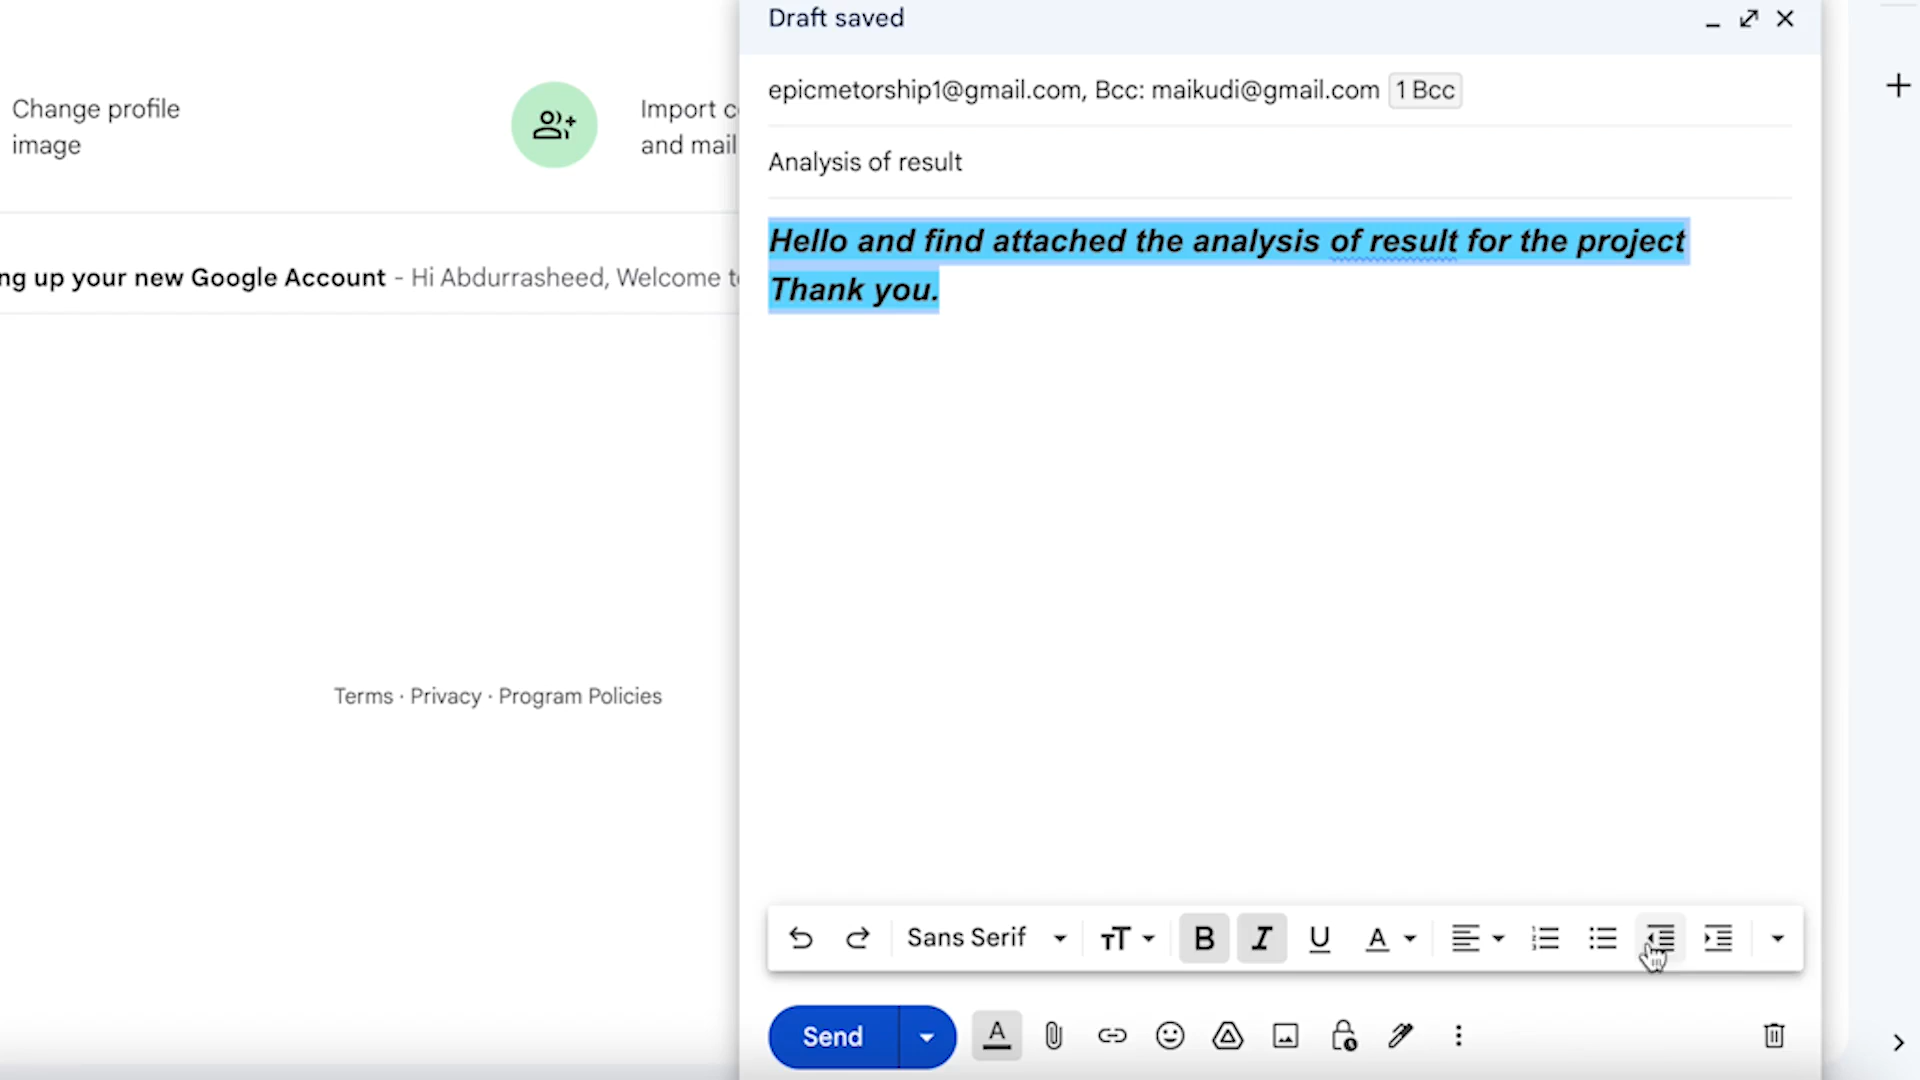 Draft saved
Change profile
image
Import c
and mail
epicmetorship1@gmail.com, Bcc: maikudi@gmail.com 1 Bcc
Analysis of result
Hello and find attached the analysis of result for the project
Thank you.
ng up your new Google Account - Hi Abdurrasheed, Welcome t
Terms · Privacy · Program Policies
Sans Serif
Send